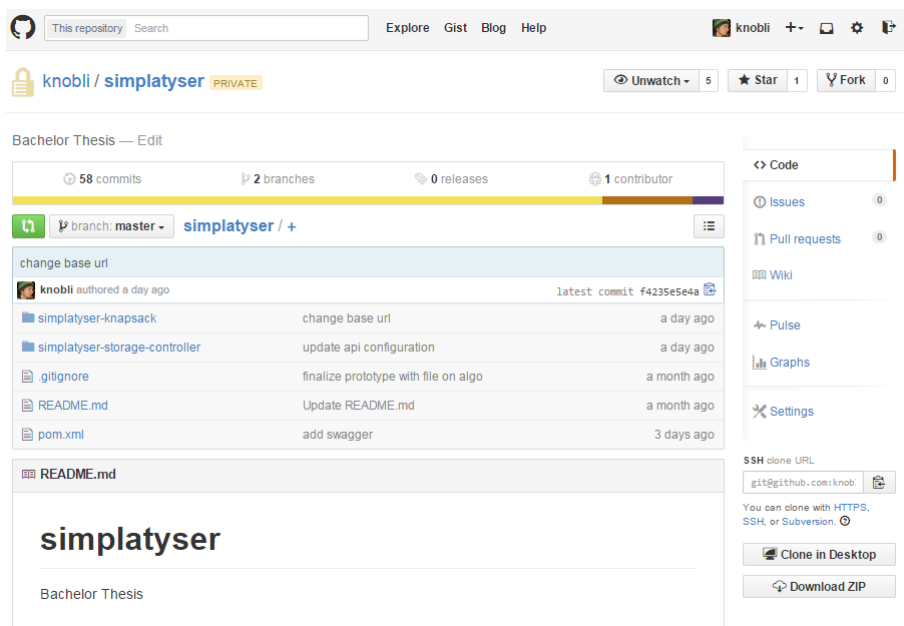 This repository Search Explore Gist Blog Help knobli
knobli / simplatyser PRIVATE Unwatch 5 Star 1 Fork 0
Bachelor Thesis — Edit
58 commits 2 branches 0 releases 1 contributor
branch: master simplatyser / +
change base url
knobli authored a day ago latest commit f4235e5e4a
simplatyser-knapsack change base url a day ago
simplatyser-storage-controller update api configuration a day ago
.gitignore finalize prototype with file on algo a month ago
README.md Update README.md a month ago
pom.xml add swagger 3 days ago
README.md
simplatyser
Bachelor Thesis
Code
Issues 0
Pull requests 0
Wiki
Pulse
Graphs
Settings
SSH clone URL
git@github.com:knob
You can clone with HTTPS,
SSH, or Subversion.
Clone in Desktop
Download ZIP